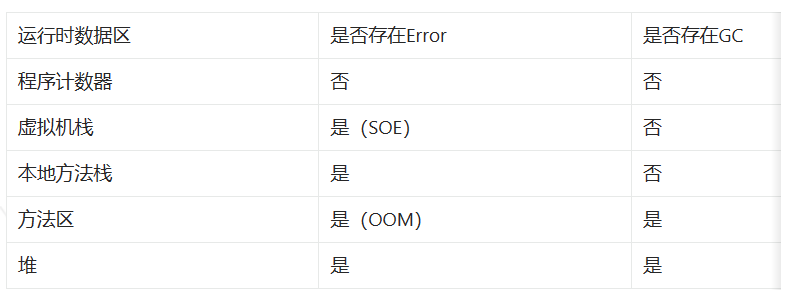 运行时数据区 是否存在Error 是否存在GC
程序计数器 否 否
虚拟机栈 是（SOE） 否
本地方法栈 是 否
方法区 是（OOM） 是
堆 是 是